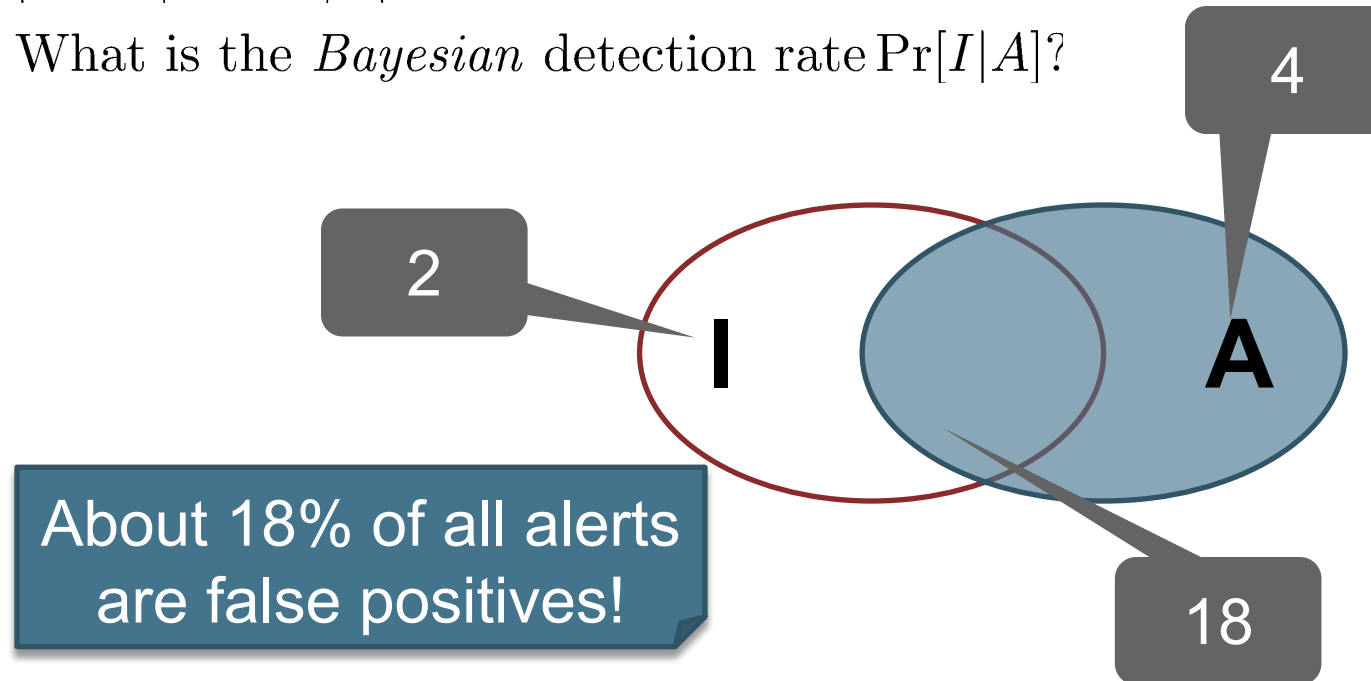 What is the Bayesian detection rate Pr[I|A]?
4
2
I
A
About 18% of all alerts
are false positives!
18